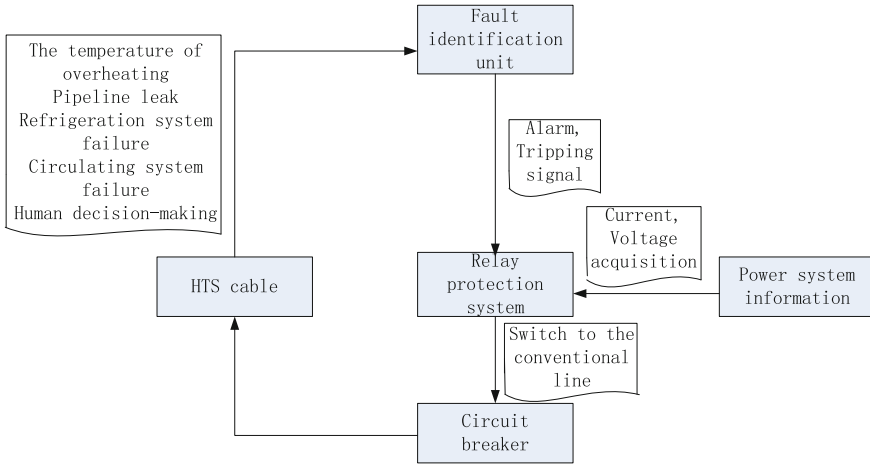 Fault
identification
unit
The temperature of
overheating
Pipeline leak
Refrigeration system
failure
Circulating system
failure
Human decision-making
Alarm,
Tripping
signal
Current,
Voltage
acquisition
HTS cable
Relay
protection
system
Power system
information
Switch to the
conventional
line
Circuit
breaker